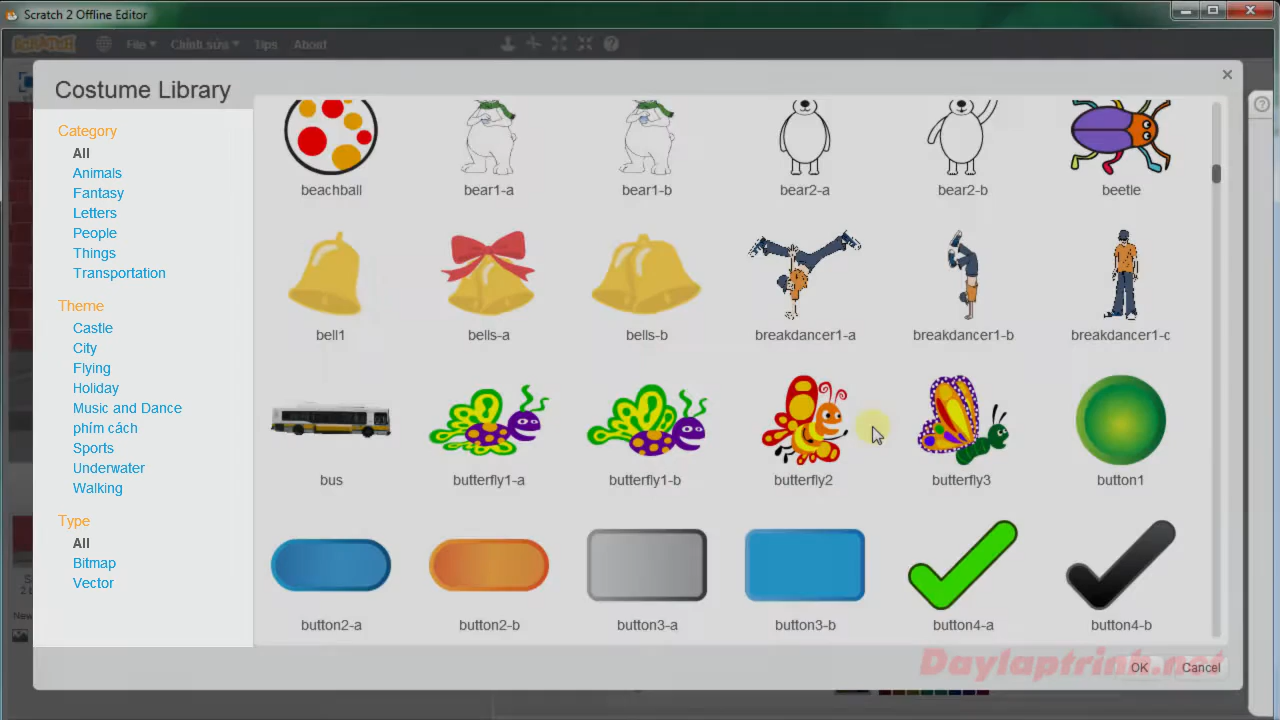 Scratch 2 Offline Editor
SCRATCH
File
Chỉnh sửa
Tips
About
Costume Library
Category
All
Animals
Fantasy
Letters
People
Things
Transportation
Theme
Castle
City
Flying
Holiday
Music and Dance
phím cách
Sports
Underwater
Walking
Type
All
Bitmap
Vector
beachball
bear1-a
bear1-b
bear2-a
bear2-b
beetle
bell1
bells-a
bells-b
breakdancer1-a
breakdancer1-b
breakdancer1-c
bus
butterfly1-a
butterfly1-b
butterfly2
butterfly3
button1
button2-a
button2-b
button3-a
button3-b
button4-a
button4-b
New
Daylaptrinh.net
OK
Cancel